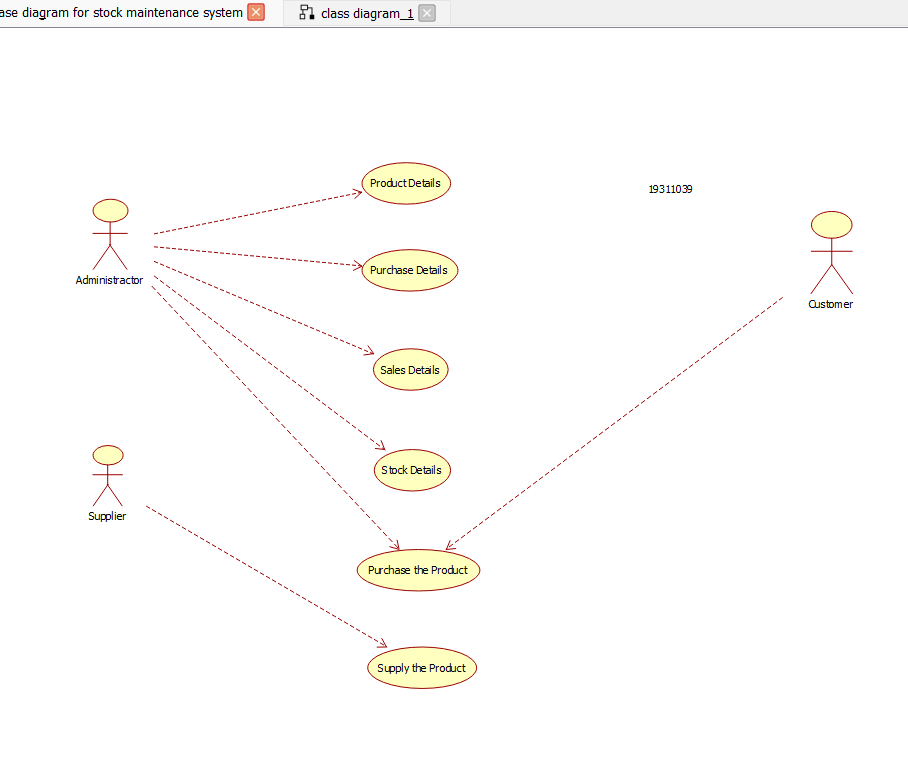 ase diagram for stock maintenance system
class diagram_1
Product Details
19311039
Administractor
Purchase Details
Customer
Sales Details
Stock Details
Supplier
Purchase the Product
Supply the Product